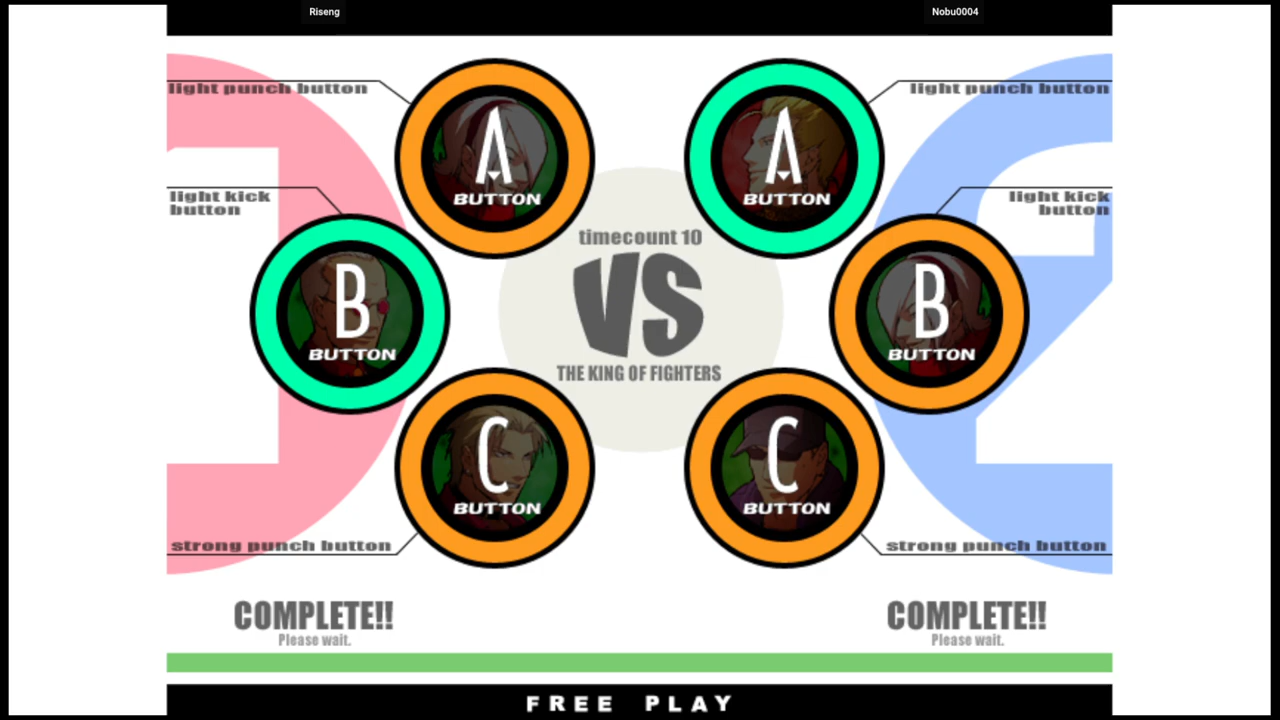 Riseng
Nobu0004
light punch button
A
BUTTON
A
BUTTON
light punch button
light kick
button
light kick
button
timecount 10
VS
THE KING OF FIGHTERS
B
BUTTON
B
BUTTON
C
BUTTON
C
BUTTON
strong punch button
strong punch button
1
2
COMPLETE!!
Please wait.
COMPLETE!!
Please wait.
FREE PLAY